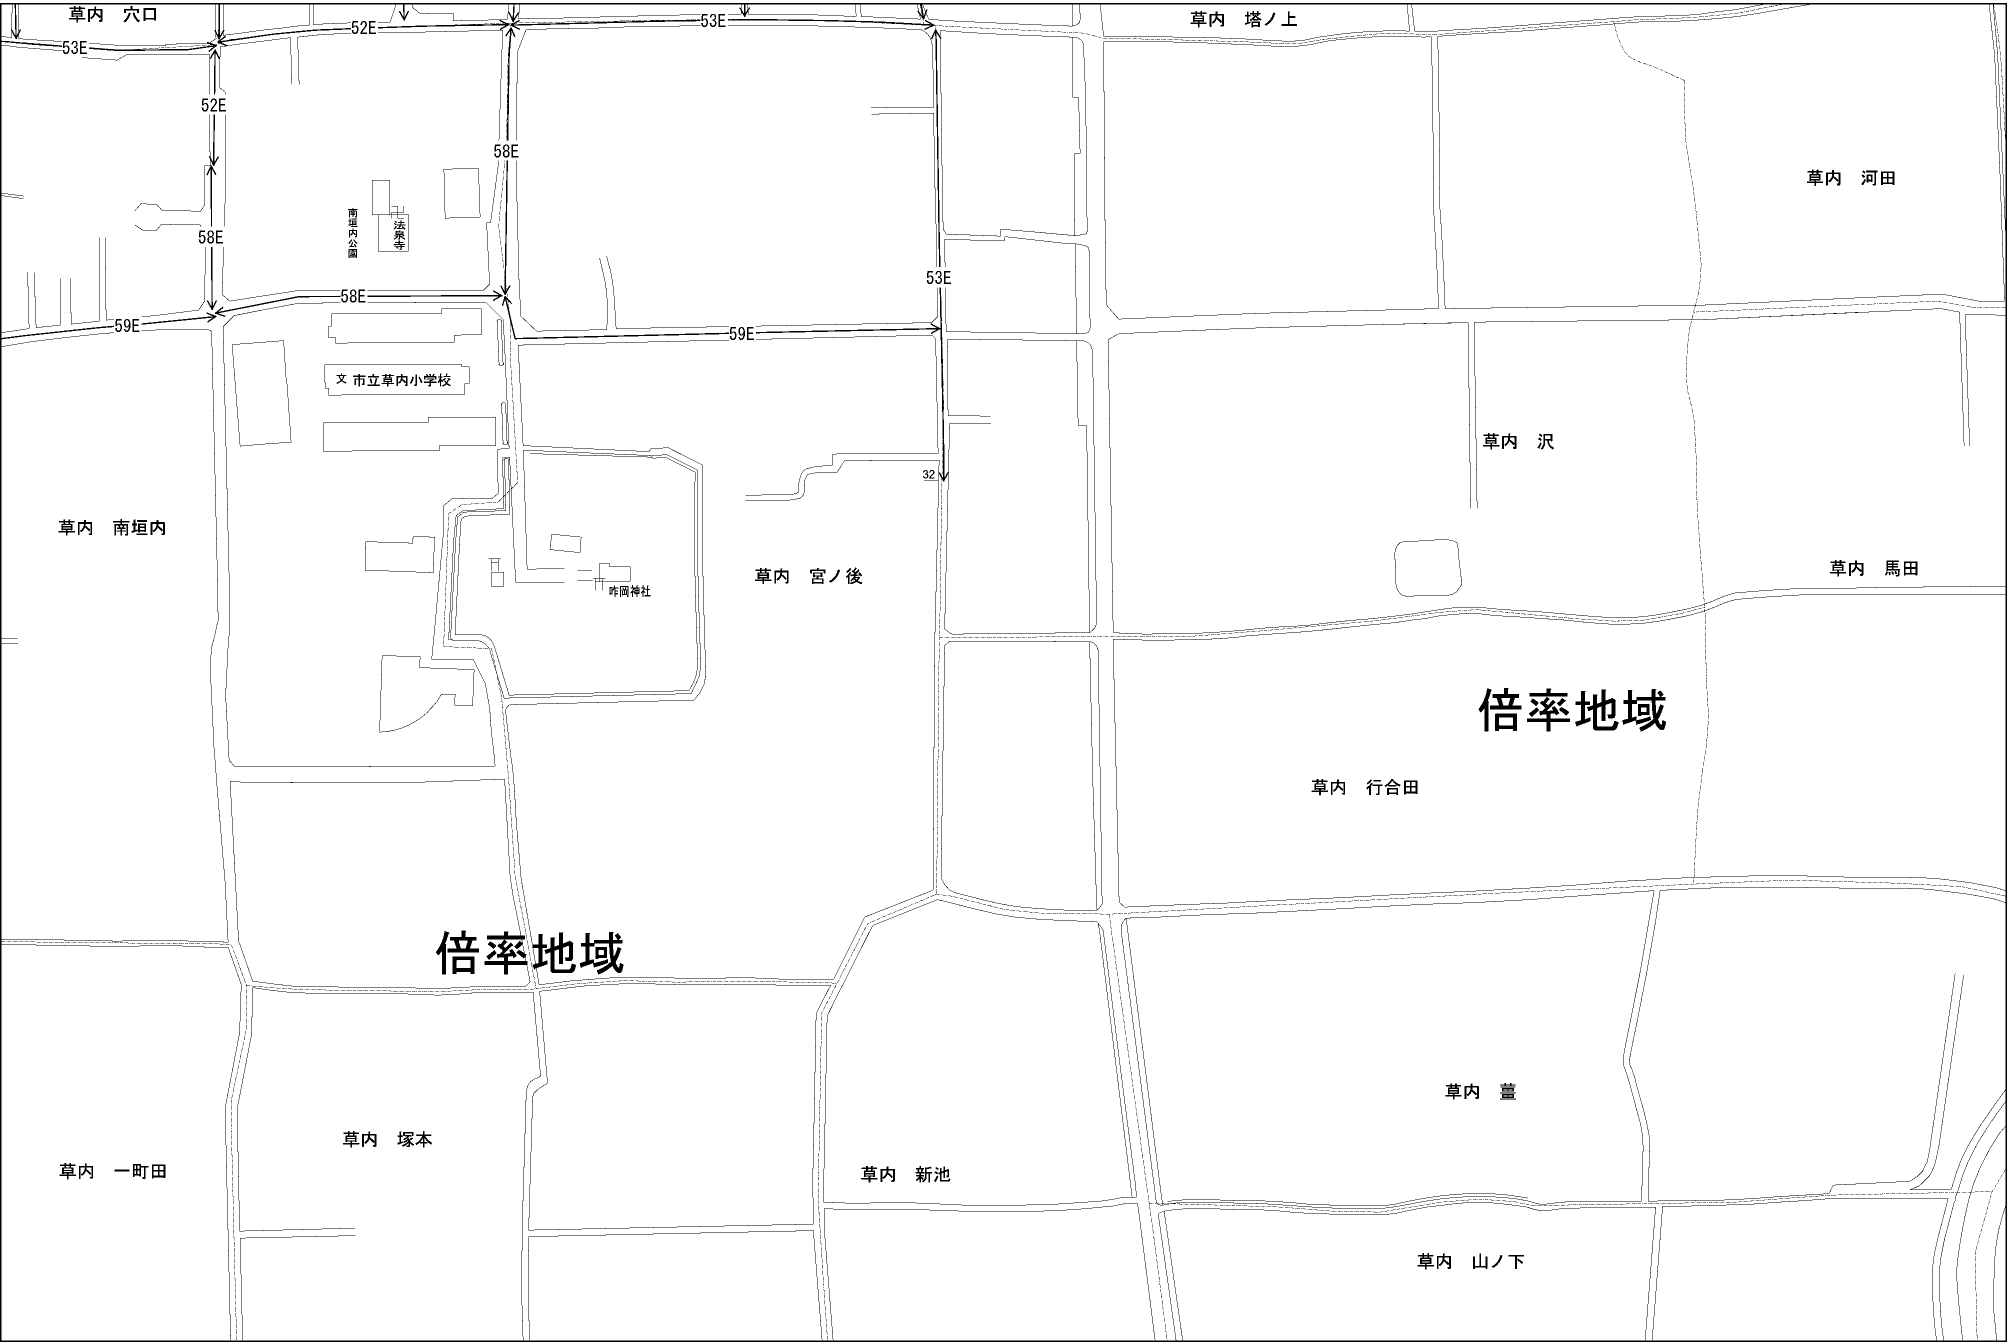 草内　穴口
52E
53E
草内　塔ノ上
53E
52E
58E
草内　河田
南垣内公園
法泉寺
58E
53E
58E
59E
59E
文 市立草内小学校
草内　沢
32
草内　南垣内
草内　宮ノ後
咋岡神社
草内　馬田
倍率地域
草内　行合田
倍率地域
草内　薑
草内　塚本
草内　一町田
草内　新池
草内　山ノ下